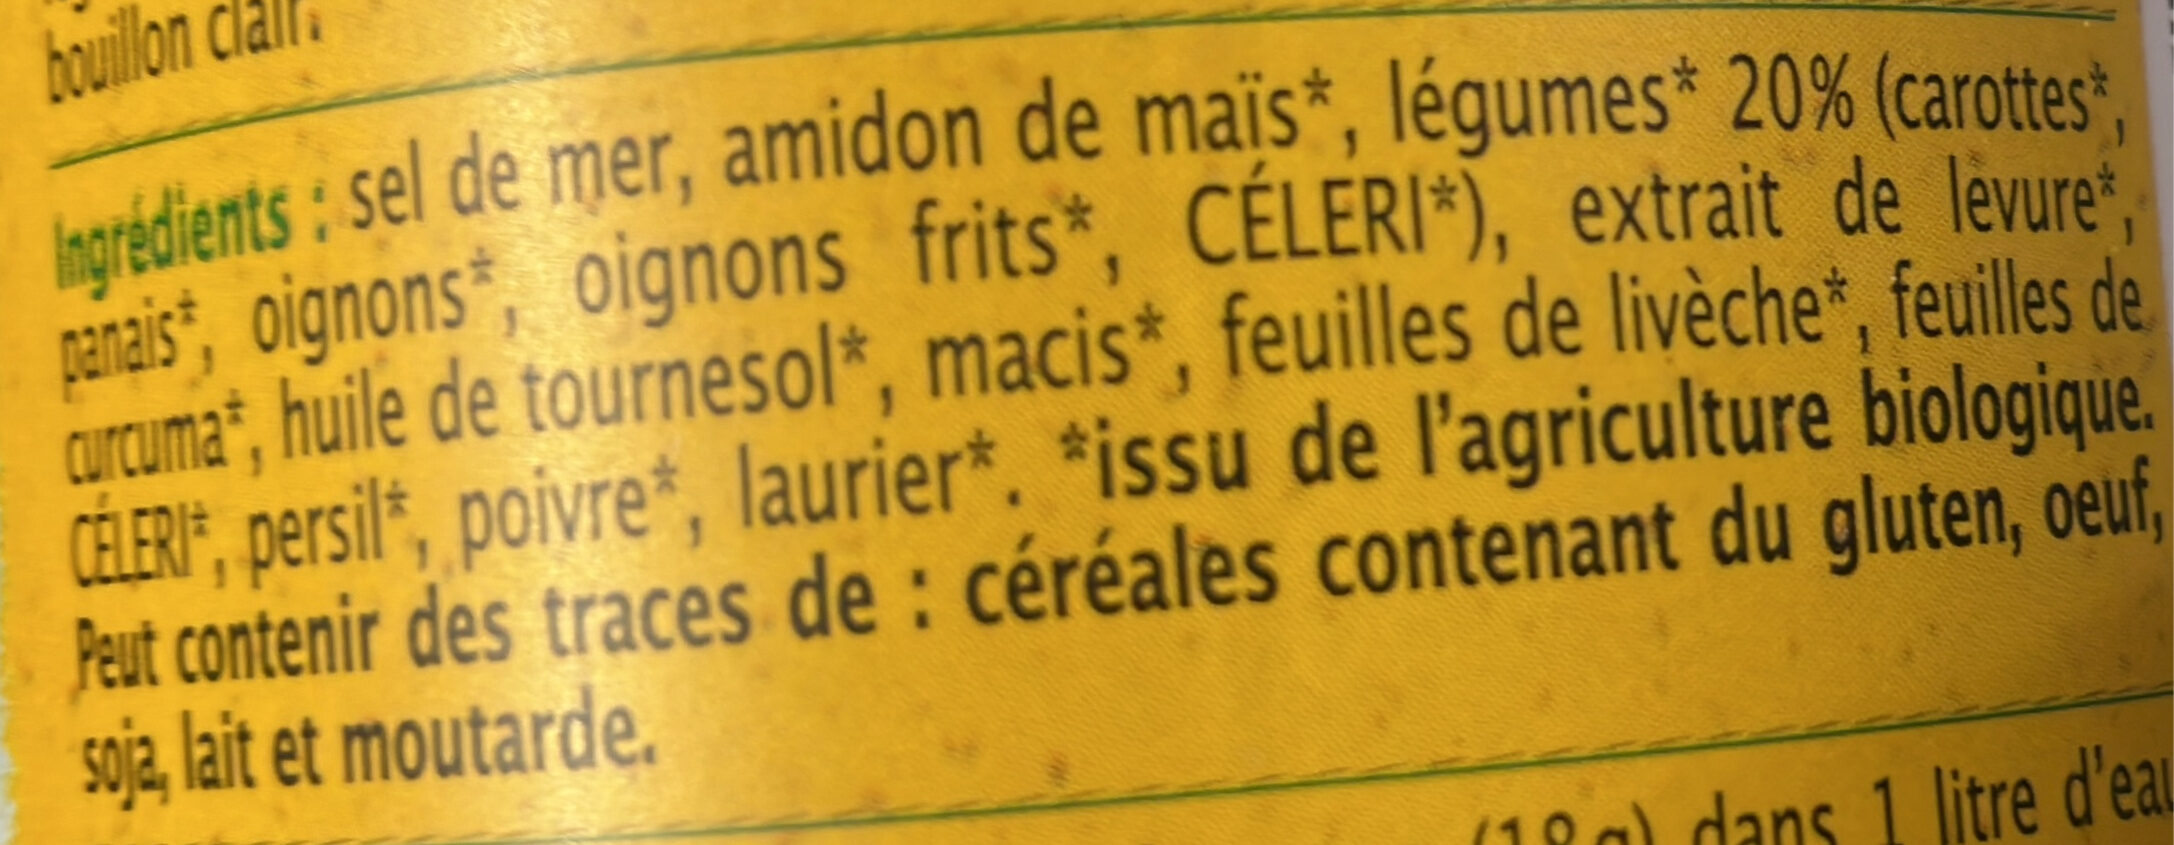 bouillon clair.
Ingrédients : sel de mer, amidon de maïs*, légumes* 20% (carottes*,
panais*, oignons*, oignons frits*, CÉLERI*), extrait de levure*,
curcuma*, huile de tournesol*, macis*, feuilles de livèche*, feuilles de
CÉLERI*, persil*, poivre*, laurier*. *issu de l'agriculture biologique.
Peut contenir des traces de : céréales contenant du gluten, oeuf,
soja, lait et moutarde.
(18 g) dans 1 litre d'eau